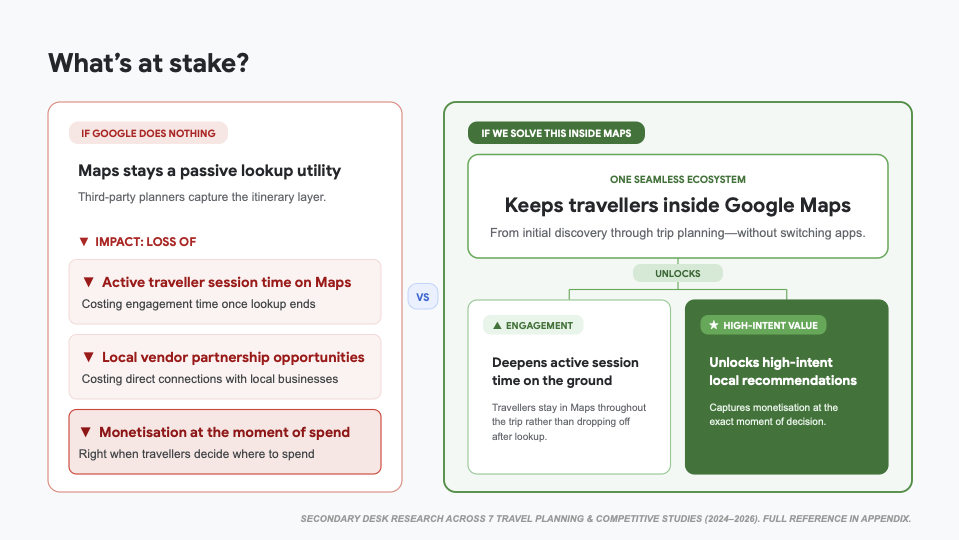 What's at stake?
IF GOOGLE DOES NOTHING
Maps stays a passive lookup utility
Third-party planners capture the itinerary layer.
▼ IMPACT: LOSS OF
▼ Active traveller session time on Maps
Costing engagement time once lookup ends
▼ Local vendor partnership opportunities
Costing direct connections with local businesses
▼ Monetisation at the moment of spend
Right when travellers decide where to spend
VS
IF WE SOLVE THIS INSIDE MAPS
ONE SEAMLESS ECOSYSTEM
Keeps travellers inside Google Maps
From initial discovery through trip planning—without switching apps.
UNLOCKS
▲ ENGAGEMENT
Deepens active session
time on the ground
Travellers stay in Maps throughout
the trip rather than dropping off
after lookup.
★ HIGH-INTENT VALUE
Unlocks high-intent
local recommendations
Captures monetisation at the
exact moment of decision.
SECONDARY DESK RESEARCH ACROSS 7 TRAVEL PLANNING & COMPETITIVE STUDIES (2024–2026). FULL REFERENCE IN APPENDIX.